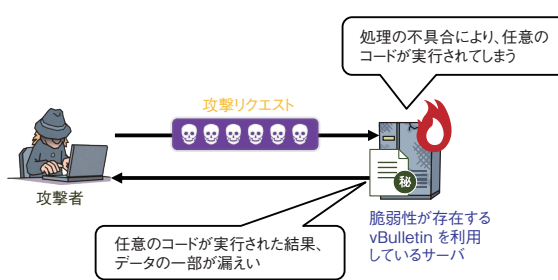 処理の不具合により、任意の
コードが実行されてしまう
攻撃リクエスト
攻撃者
秘
脆弱性が存在する
vBulletin を利用
しているサーバ
任意のコードが実行された結果、
データの一部が漏えい